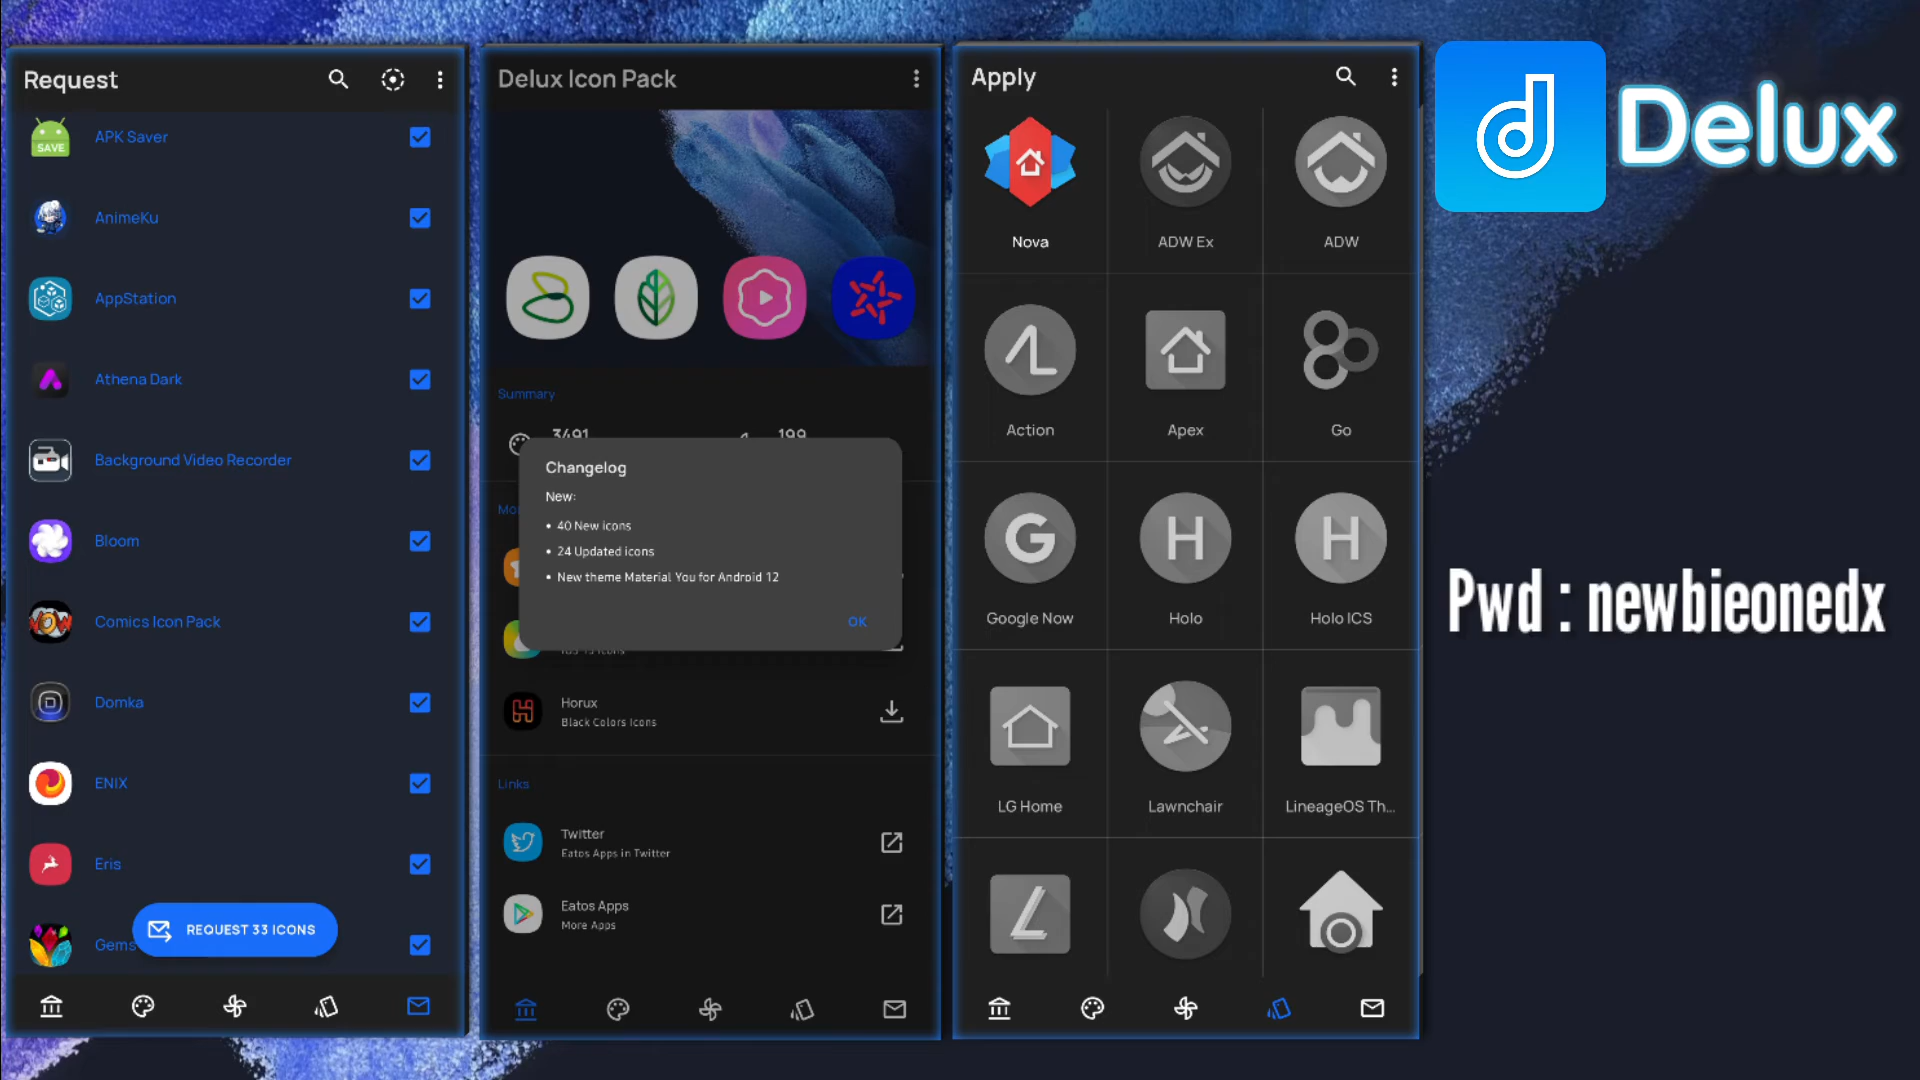 Request
SAVE
APK Saver
AnimeKu
AppStation
Athena Dark
Background Video Recorder
Bloom
Comics Icon Pack
Domka
ENIX
Eris
Gems
REQUEST 33 ICONS
Delux Icon Pack
Summary
3491
199
Changelog
New:
• 40 New icons
• 24 Updated icons
• New theme Material You for Android 12
OK
Horux
Black Colors Icons
Links
Twitter
Eatos Apps in Twitter
Eatos Apps
More Apps
Apply
Nova
ADW Ex
ADW
Action
Apex
Go
G
H
H
Google Now
Holo
Holo ICS
LG Home
Lawnchair
LineageOS Th...
Delux
Pwd : newbieonedx